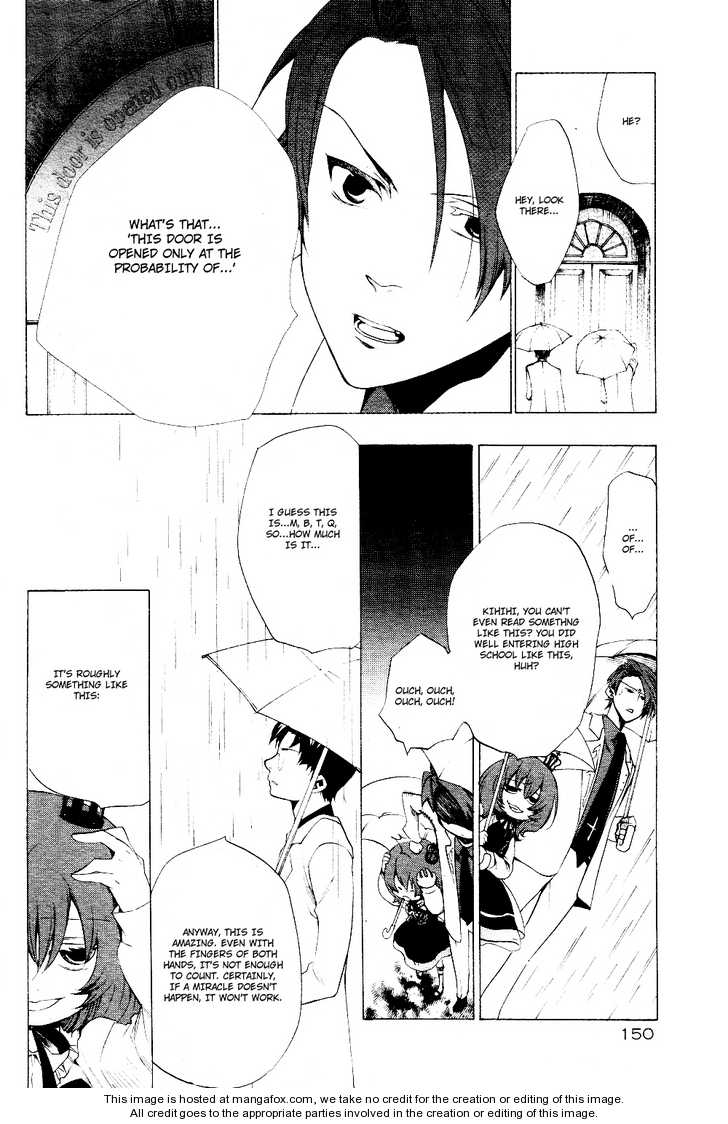 HE?
HEY, LOOK
THERE...
This door is opened only
WHAT'S THAT...
'THIS DOOR IS
OPENED ONLY AT THE
PROBABILITY OF...'
...
OF...
OF...
KIHIHI, YOU CAN'T
EVEN READ SOMETHNG
LIKE THIS? YOU DID
WELL ENTERING HIGH
SCHOOL LIKE THIS,
HUH?
OUCH, OUCH,
OUCH, OUCH!
I GUESS THIS
IS...M, B, T, Q,
SO...HOW MUCH
IS IT...
ANYWAY, THIS IS
AMAZING. EVEN WITH
THE FINGERS OF BOTH
HANDS, IT'S NOT ENOUGH
TO COUNT. CERTAINLY,
IF A MIRACLE DOESN'T
HAPPEN, IT WON'T WORK.
IT'S ROUGHLY
SOMETHING LIKE
THIS:
150
This image is hosted at mangafox.com, we take no credit for the creation or editing of this image.
All credit goes to the appropriate parties involved in the creation or editing of this image.